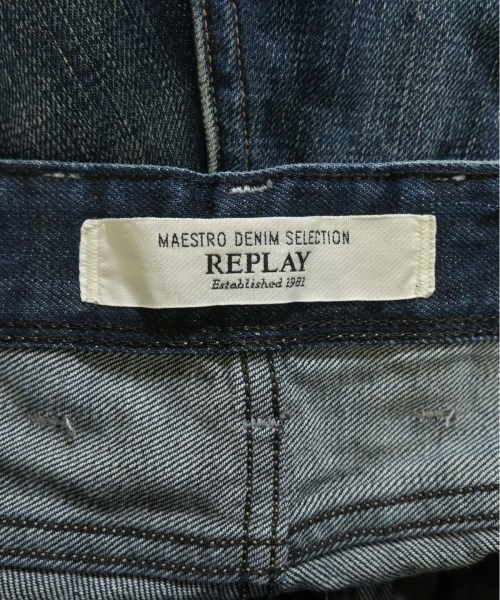 MAESTRO DENIM SELECTION
REPLAY
Established 1981